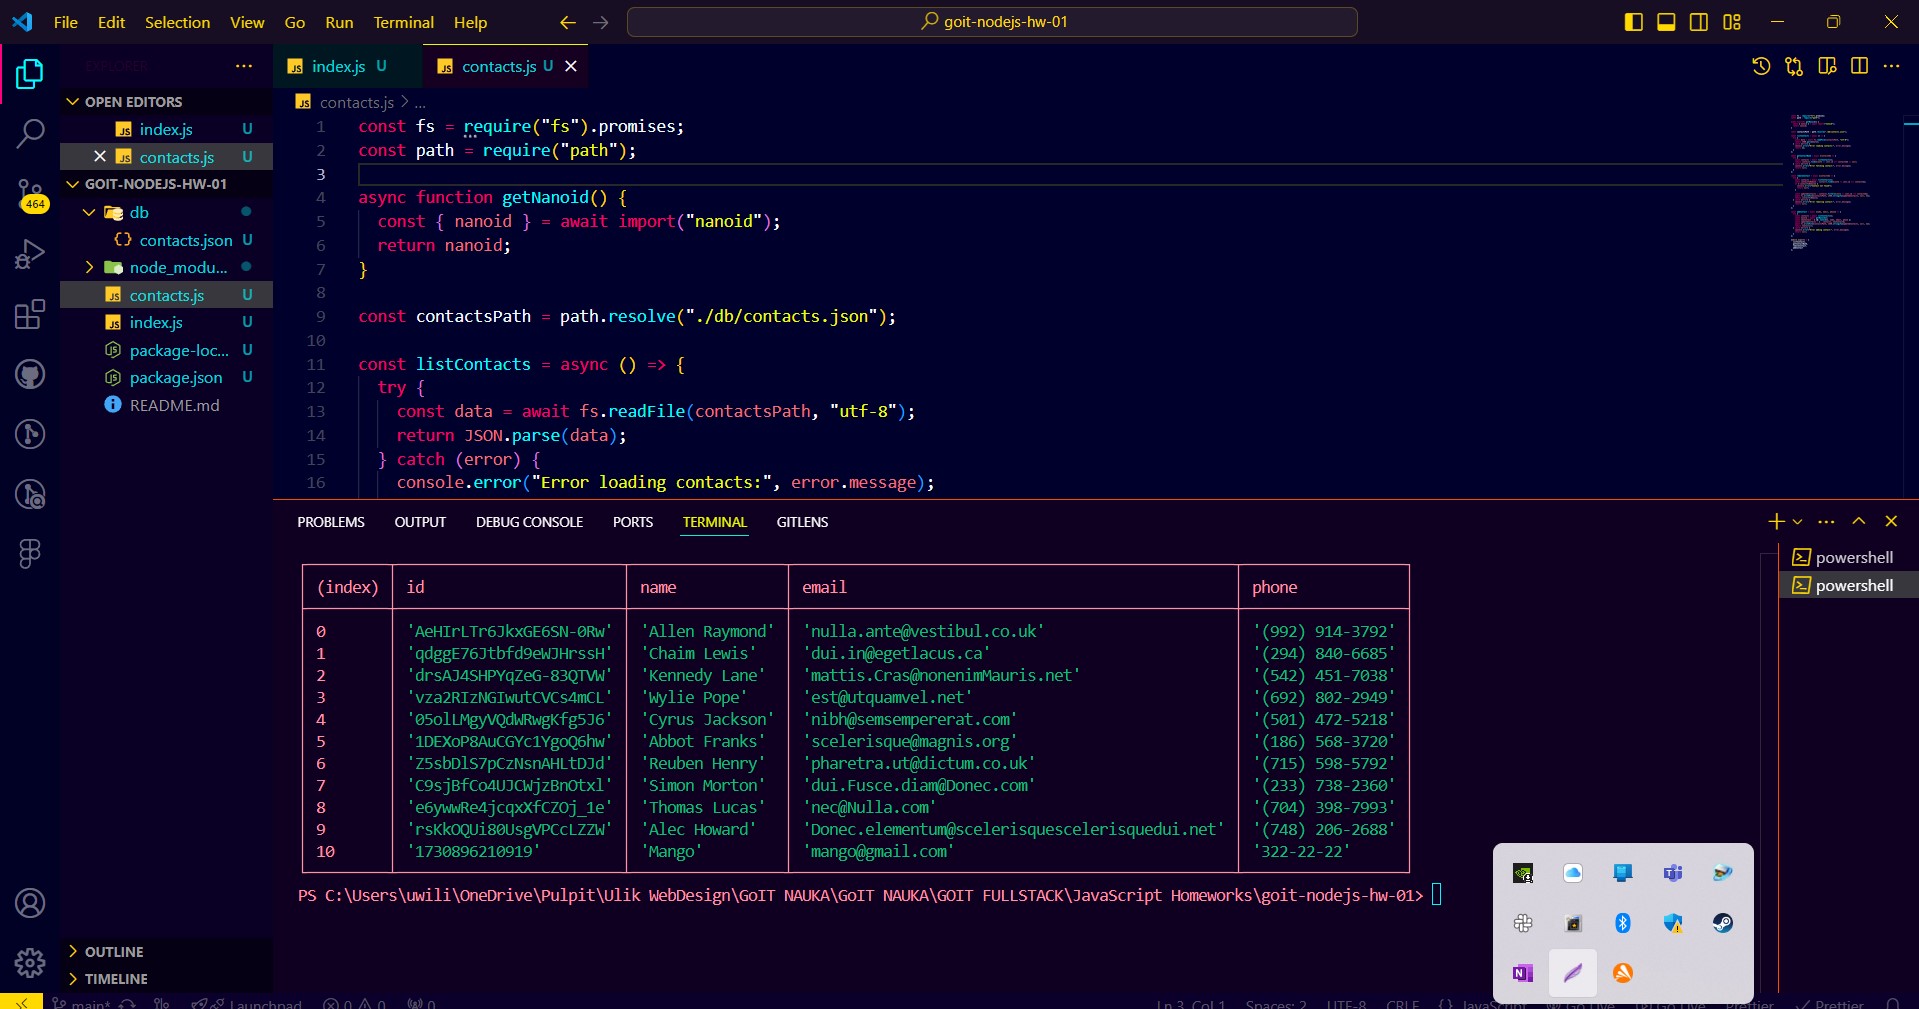 File Edit Selection View Go Run Terminal Help
goit-nodejs-hw-01
EXPLORER
OPEN EDITORS
index.js U
contacts.js U
GOIT-NODEJS-HW-01
db
contacts.json U
node_modu...
contacts.js U
index.js U
package-loc... U
package.json U
README.md
464
OUTLINE
TIMELINE
index.js U
contacts.js U
contacts.js > ...
1 const fs = require("fs").promises;
2 const path = require("path");
3
4 async function getNanoid() {
5 const { nanoid } = await import("nanoid");
6 return nanoid;
7 }
8
9 const contactsPath = path.resolve("./db/contacts.json");
10
11 const listContacts = async () => {
12 try {
13 const data = await fs.readFile(contactsPath, "utf-8");
14 return JSON.parse(data);
15 } catch (error) {
16 console.error("Error loading contacts:", error.message);
PROBLEMS OUTPUT DEBUG CONSOLE PORTS TERMINAL GITLENS
powershell
powershell
(index) id name email phone
0 'AeHIrLTr6JkxGE6SN-0Rw' 'Allen Raymond' 'nulla.ante@vestibul.co.uk' '(992) 914-3792'
1 'qdggE76Jtbfd9eWJHrssH' 'Chaim Lewis' 'dui.in@egetlacus.ca' '(294) 840-6685'
2 'drsAJ4SHPYqZeG-83QTVW' 'Kennedy Lane' 'mattis.Cras@nonenimMauris.net' '(542) 451-7038'
3 'vza2RIzNGIwutCVCs4mCL' 'Wylie Pope' 'est@utquamvel.net' '(692) 802-2949'
4 '05olLMgyVQdWRwgKfg5J6' 'Cyrus Jackson' 'nibh@semsempererat.com' '(501) 472-5218'
5 '1DEXoP8AuCGYc1YgoQ6hw' 'Abbot Franks' 'scelerisque@magnis.org' '(186) 568-3720'
6 'Z5sbDlS7pCzNsnAHLtDJd' 'Reuben Henry' 'pharetra.ut@dictum.co.uk' '(715) 598-5792'
7 'C9sjBfCo4UJCWjzBnOtxl' 'Simon Morton' 'dui.Fusce.diam@Donec.com' '(233) 738-2360'
8 'e6ywwRe4jcqxXfCZOj_1e' 'Thomas Lucas' 'nec@Nulla.com' '(704) 398-7993'
9 'rsKkOQUi80UsgVPCcLZZW' 'Alec Howard' 'Donec.elementum@scelerisquescelerisquedui.net' '(748) 206-2688'
10 '1730896210919' 'Mango' 'mango@gmail.com' '322-22-22'
PS C:\Users\uwili\OneDrive\Pulpit\Ulik WebDesign\GoIT NAUKA\GoIT NAUKA\GOIT FULLSTACK\JavaScript Homeworks\goit-nodejs-hw-01>
main* Launchpad 0 0 0 Ln 3, Col 1 Spaces: 2 UTF-8 CRLF {} JavaScript Go Live Go Live Prettier Prettier